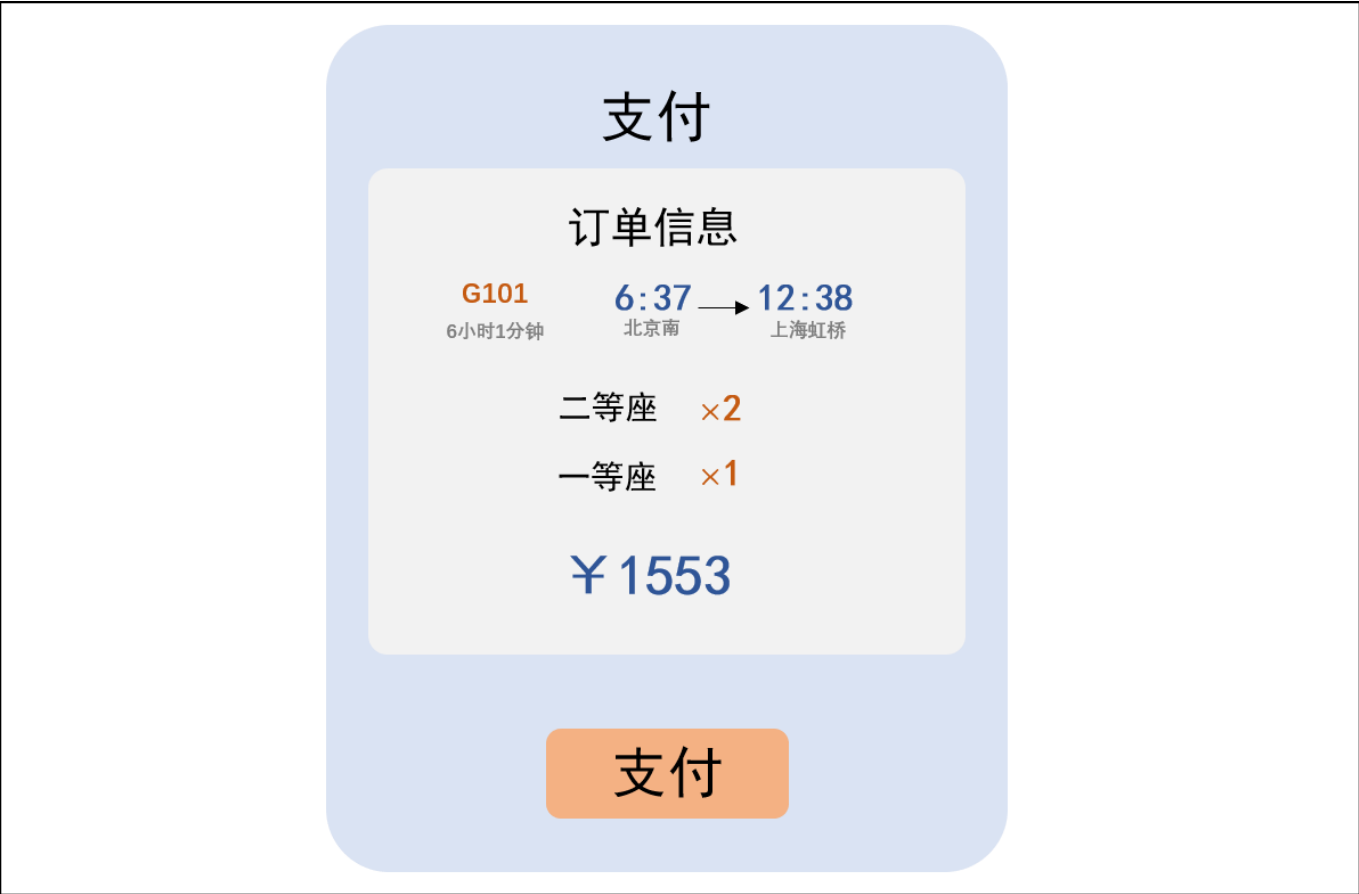 支付
订单信息
G101 6:37 12:38
6小时1分钟 北京南 上海虹桥
二等座 ×2
一等座 ×1
￥1553
支付